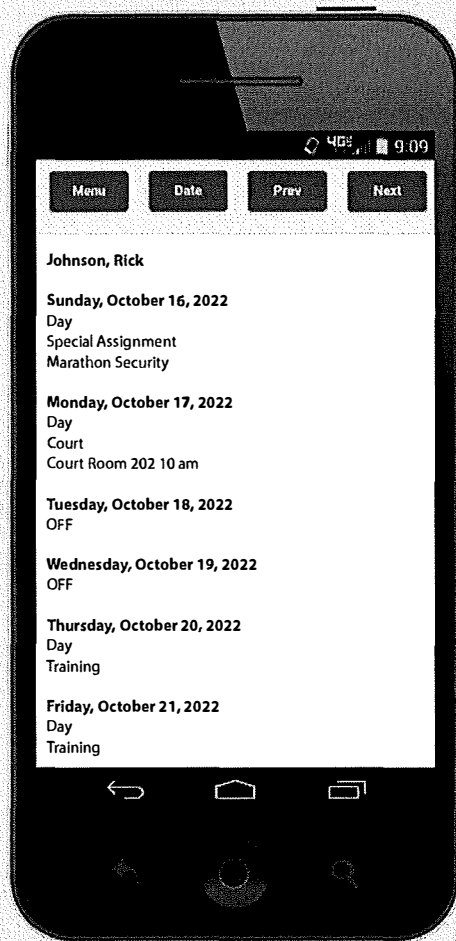 4G 9:09
Menu Date Prev Next
Johnson, Rick
Sunday, October 16, 2022
Day
Special Assignment
Marathon Security
Monday, October 17, 2022
Day
Court
Court Room 202 10 am
Tuesday, October 18, 2022
OFF
Wednesday, October 19, 2022
OFF
Thursday, October 20, 2022
Day
Training
Friday, October 21, 2022
Day
Training